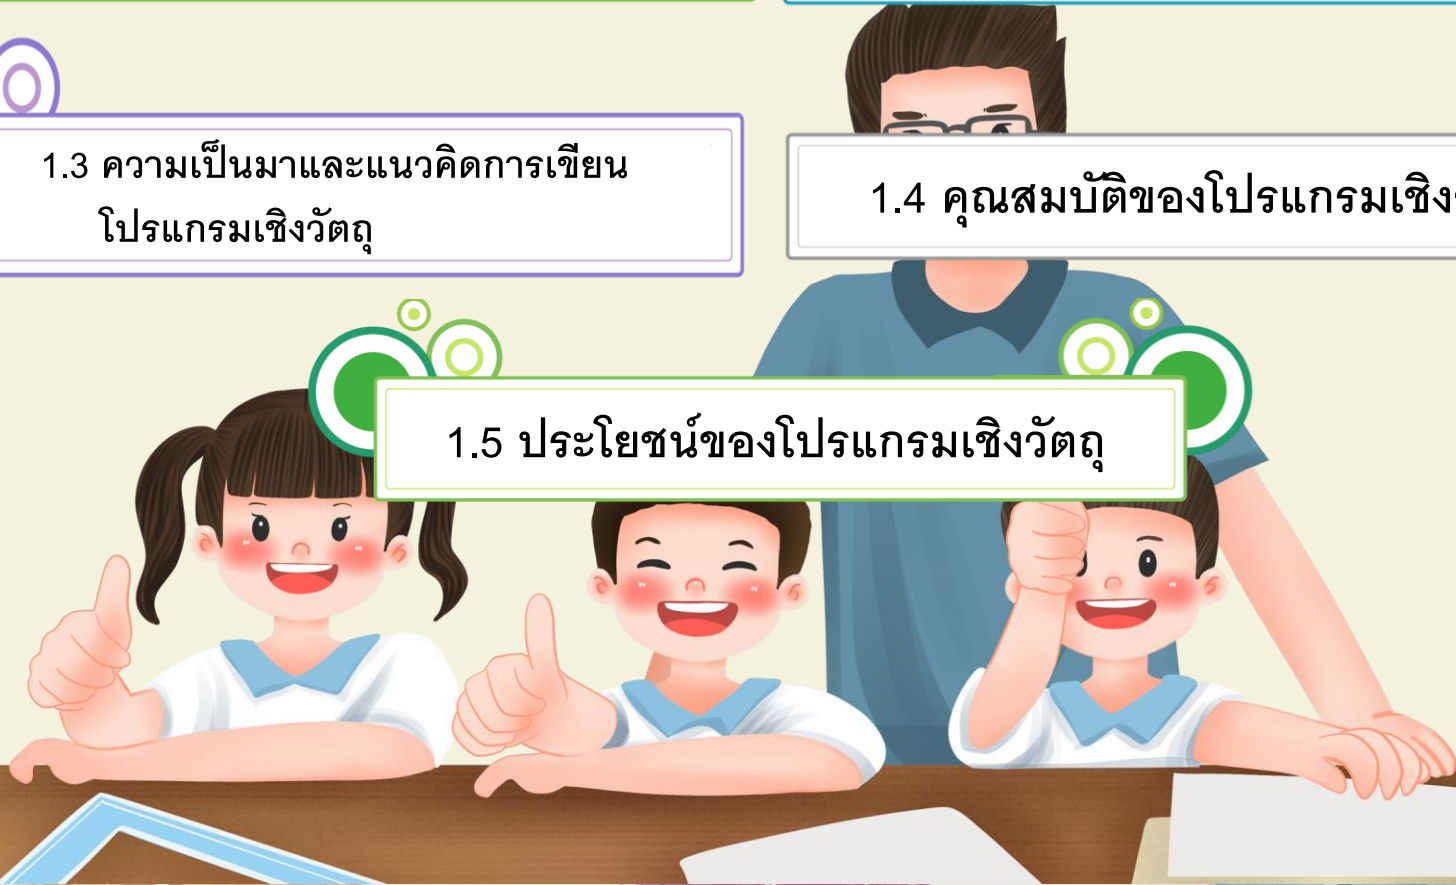 1.3 ความเป็นมาและแนวคิดการเขียน
โปรแกรมเชิงวัตถุ
1.4 คุณสมบัติของโปรแกรมเชิง
1.5 ประโยชน์ของโปรแกรมเชิงวัตถุ